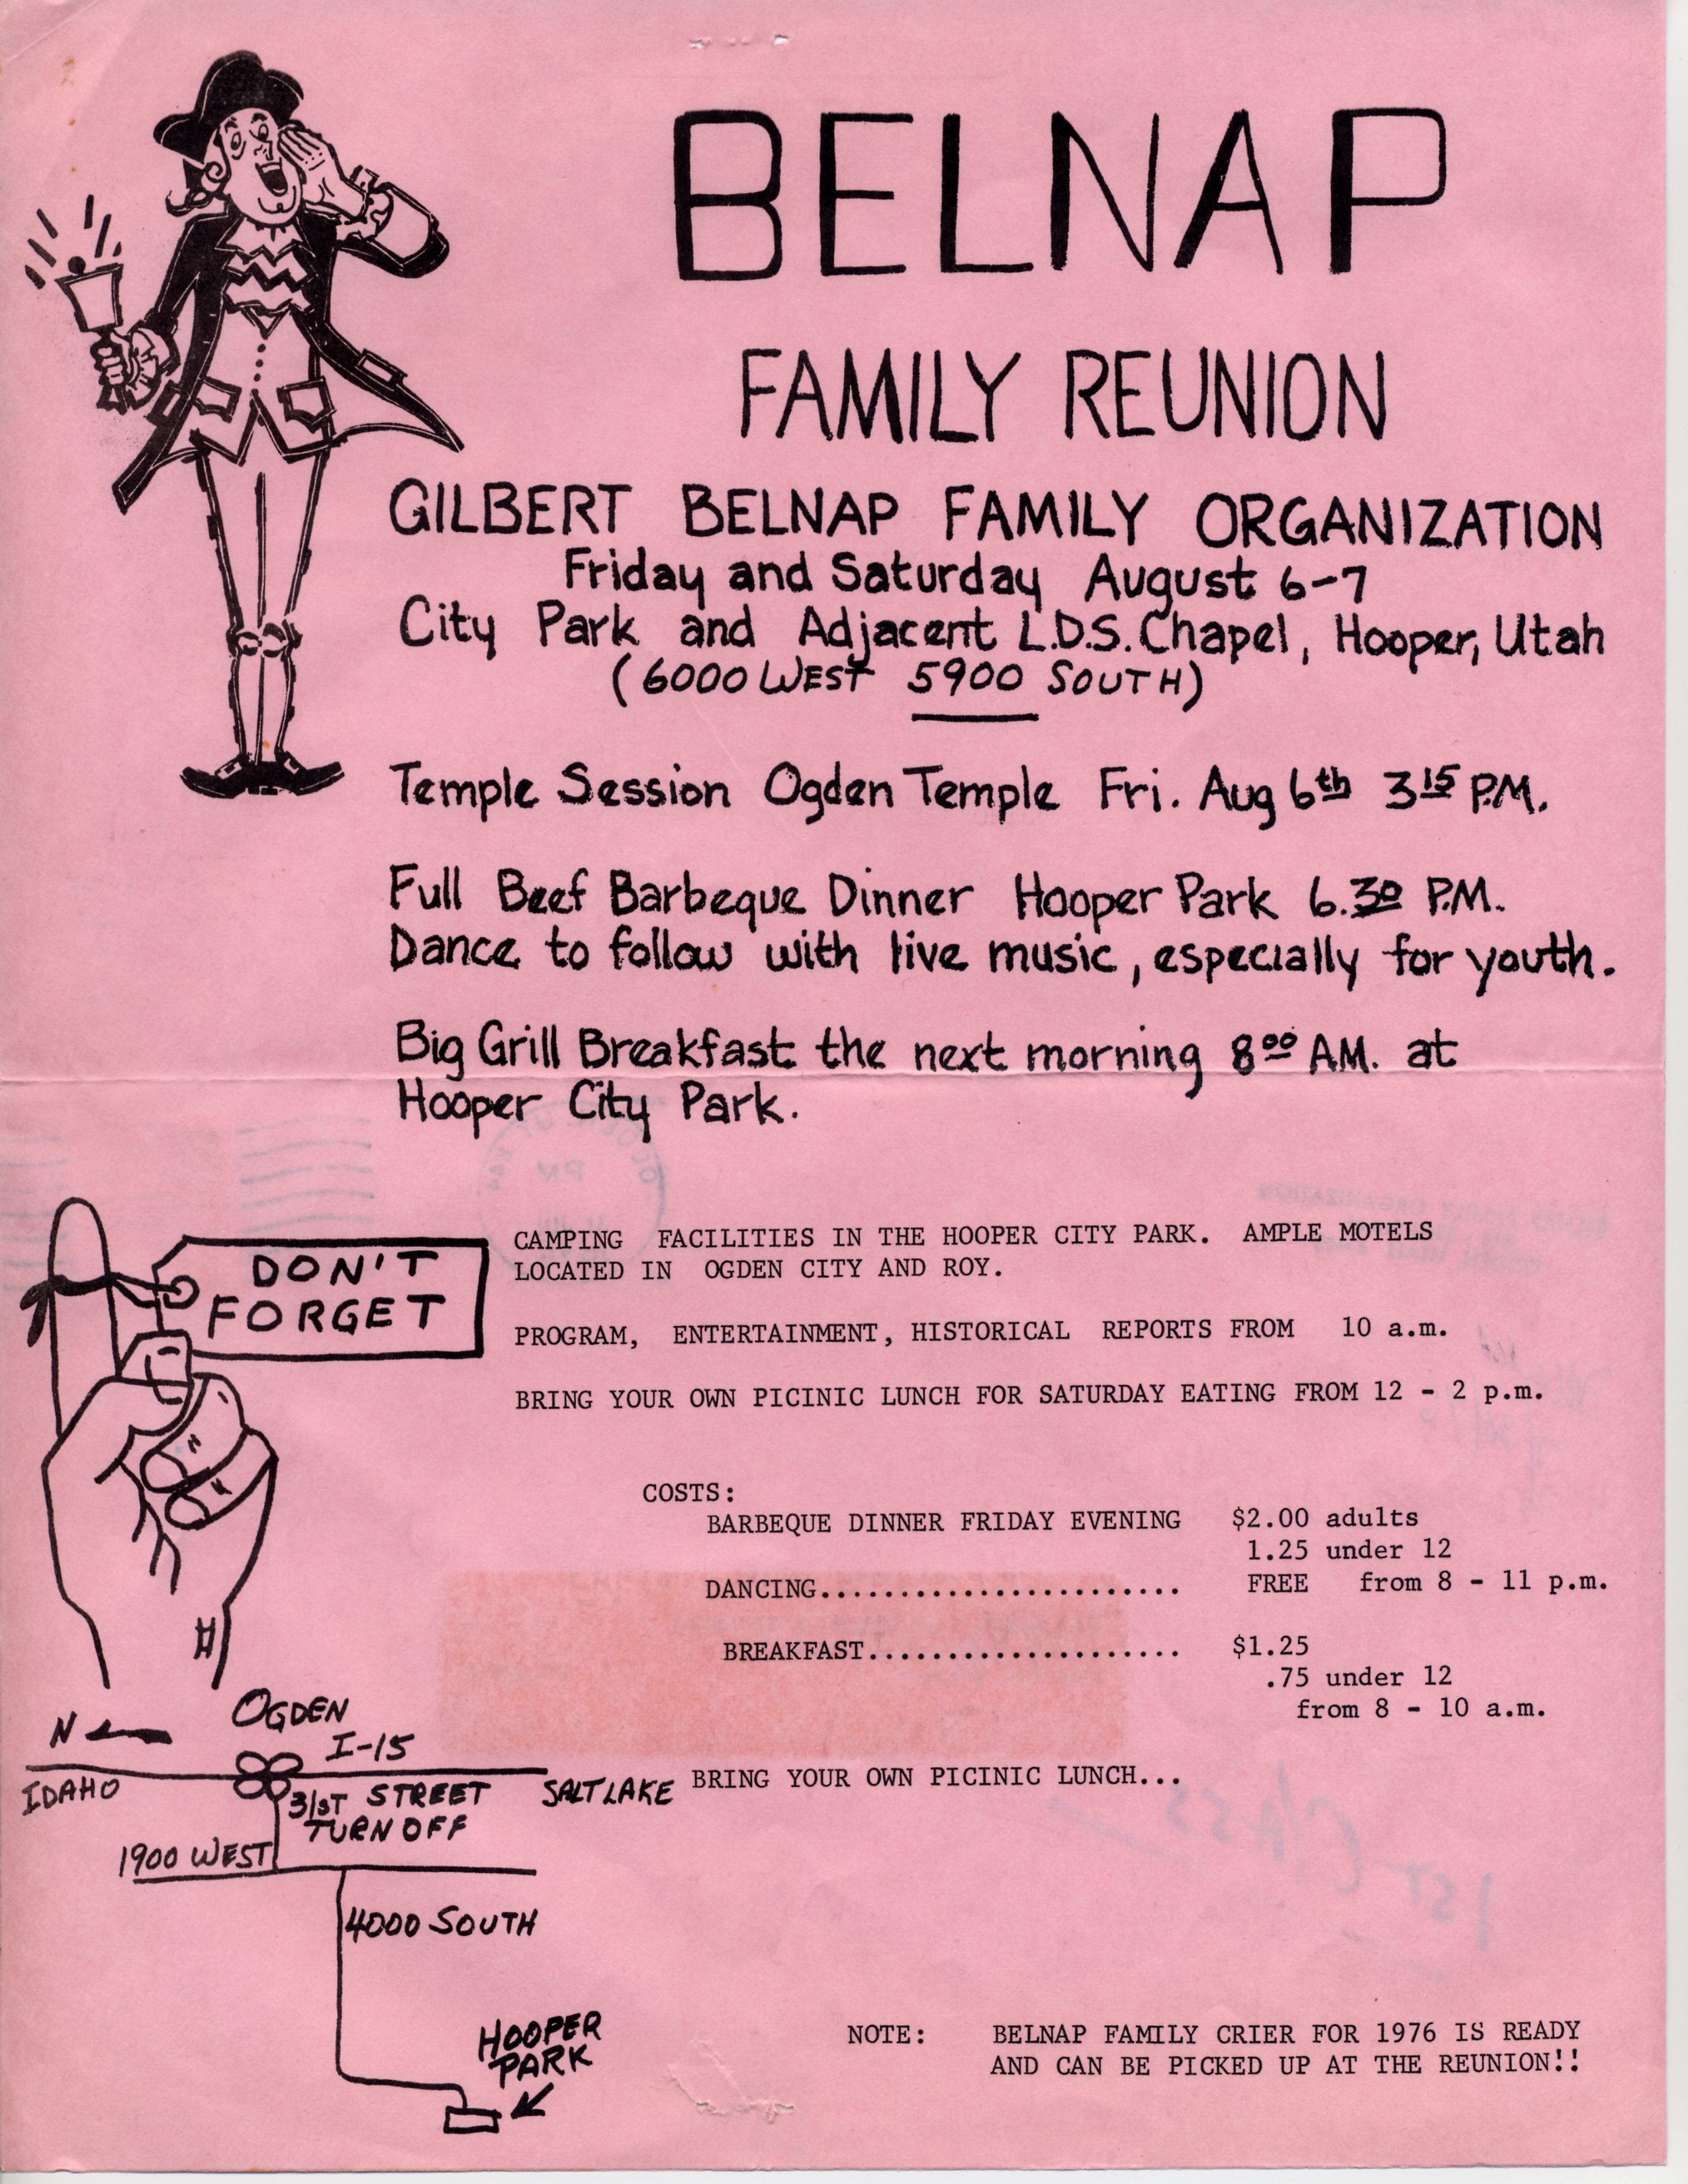 BELNAP
FAMILY REUNION
GILBERT BELNAP FAMILY ORGANIZATION
Friday and Saturday August 6-7
City Park and Adjacent L.D.S. Chapel, Hooper, Utah
(6000 WEST 5900 SOUTH)
Temple Session Ogden Temple Fri. Aug 6th 3 15 P.M.
Full Beef Barbeque Dinner Hooper Park 6.30 P.M.
Dance to follow with live music, especially for youth.
Big Grill Breakfast the next morning 8 00 A.M. at
Hooper City Park.
DON'T
FORGET
CAMPING FACILITIES IN THE HOOPER CITY PARK. AMPLE MOTELS
LOCATED IN OGDEN CITY AND ROY.
PROGRAM, ENTERTAINMENT, HISTORICAL REPORTS FROM 10 a.m.
BRING YOUR OWN PICINIC LUNCH FOR SATURDAY EATING FROM 12 - 2 p.m.
COSTS:
BARBEQUE DINNER FRIDAY EVENING $2.00 adults
1.25 under 12
DANCING....................... FREE from 8 - 11 p.m.
BREAKFAST.................... $1.25
.75 under 12
from 8 - 10 a.m.
BRING YOUR OWN PICINIC LUNCH...
N
OGDEN
I-15
IDAHO
31ST STREET
TURN OFF
SALT LAKE
1900 WEST
4000 SOUTH
HOOPER
PARK
NOTE: BELNAP FAMILY CRIER FOR 1976 IS READY
AND CAN BE PICKED UP AT THE REUNION!!
1ST Class